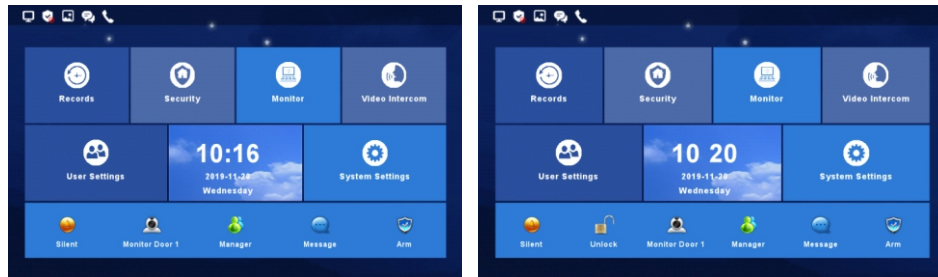 Records
Security
Monitor
Video Intercom
User Settings
10:16
2019-11-20
Wednesday
System Settings
Silent
Monitor Door 1
Manager
Message
Arm
Records
Security
Monitor
Video Intercom
User Settings
10 20
2019-11-20
Wednesday
System Settings
Silent
Unlock
Monitor Door 1
Manager
Message
Arm